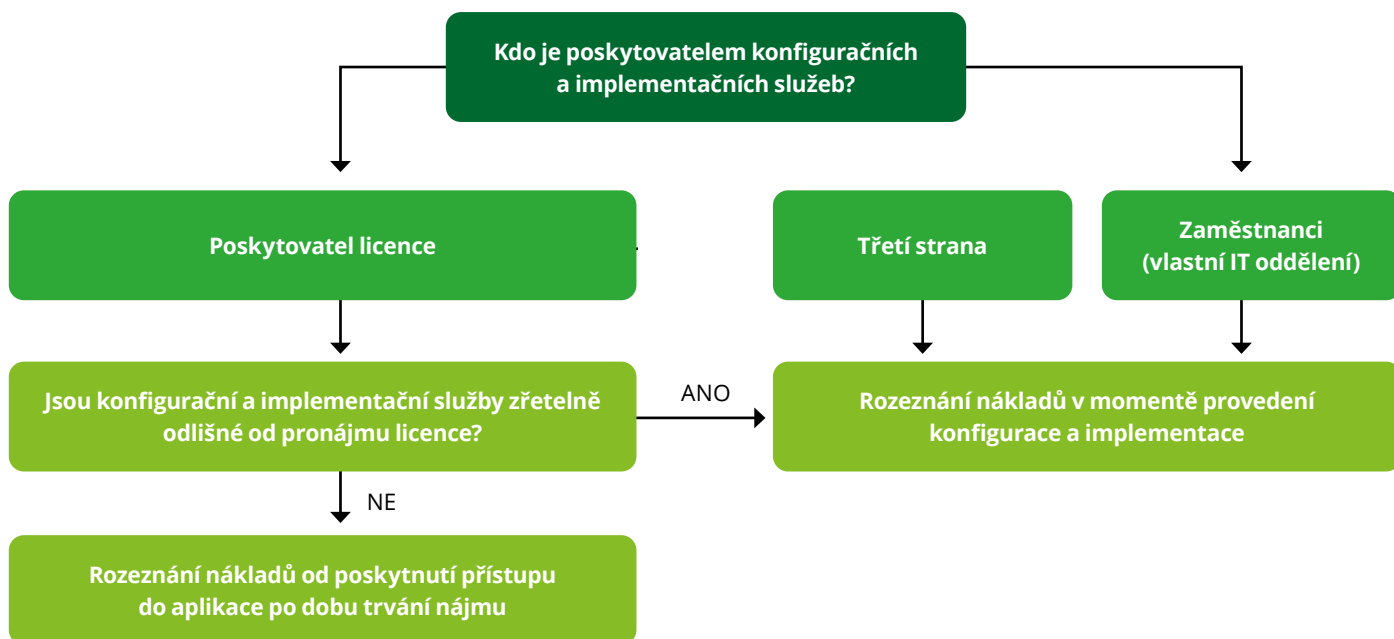 Kdo je poskytovatelem konfiguračních
a implementačních služeb?
Poskytovatel licence
Třetí strana
Zaměstnanci
(vlastní IT oddělení)
Jsou konfigurační a implementační služby zřetelně
odlišné od pronájmu licence?
ANO
Rozeznání nákladů v momentě provedení
konfigurace a implementace
NE
Rozeznání nákladů od poskytnutí přístupu
do aplikace po dobu trvání nájmu